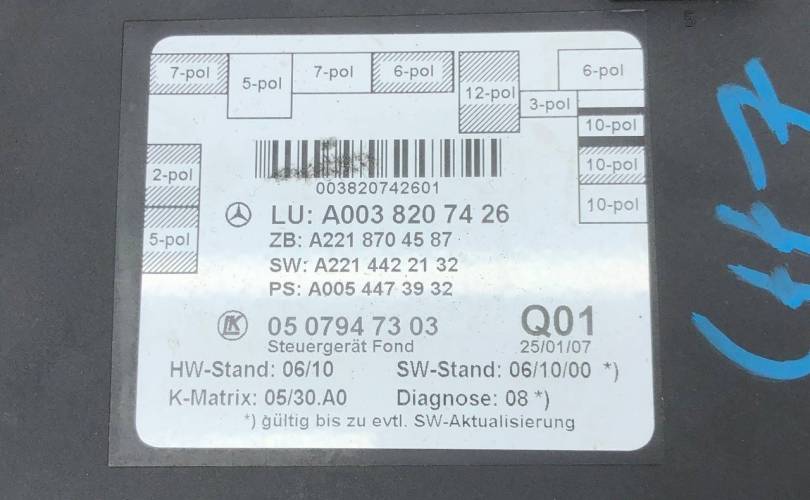 7-pol
5-pol
7-pol
6-pol
12-pol
3-pol
6-pol
10-pol
10-pol
10-pol
2-pol
5-pol
003820742601
LU: A003 820 74 26
ZB: A221 870 45 87
SW: A221 442 21 32
PS: A005 447 39 32
05 0794 73 03
Q01
Steuergerät Fond
25/01/07
HW-Stand: 06/10 SW-Stand: 06/10/00 *)
K-Matrix: 05/30.A0 Diagnose: 08 *)
*) gültig bis zu evtl. SW-Aktualisierung